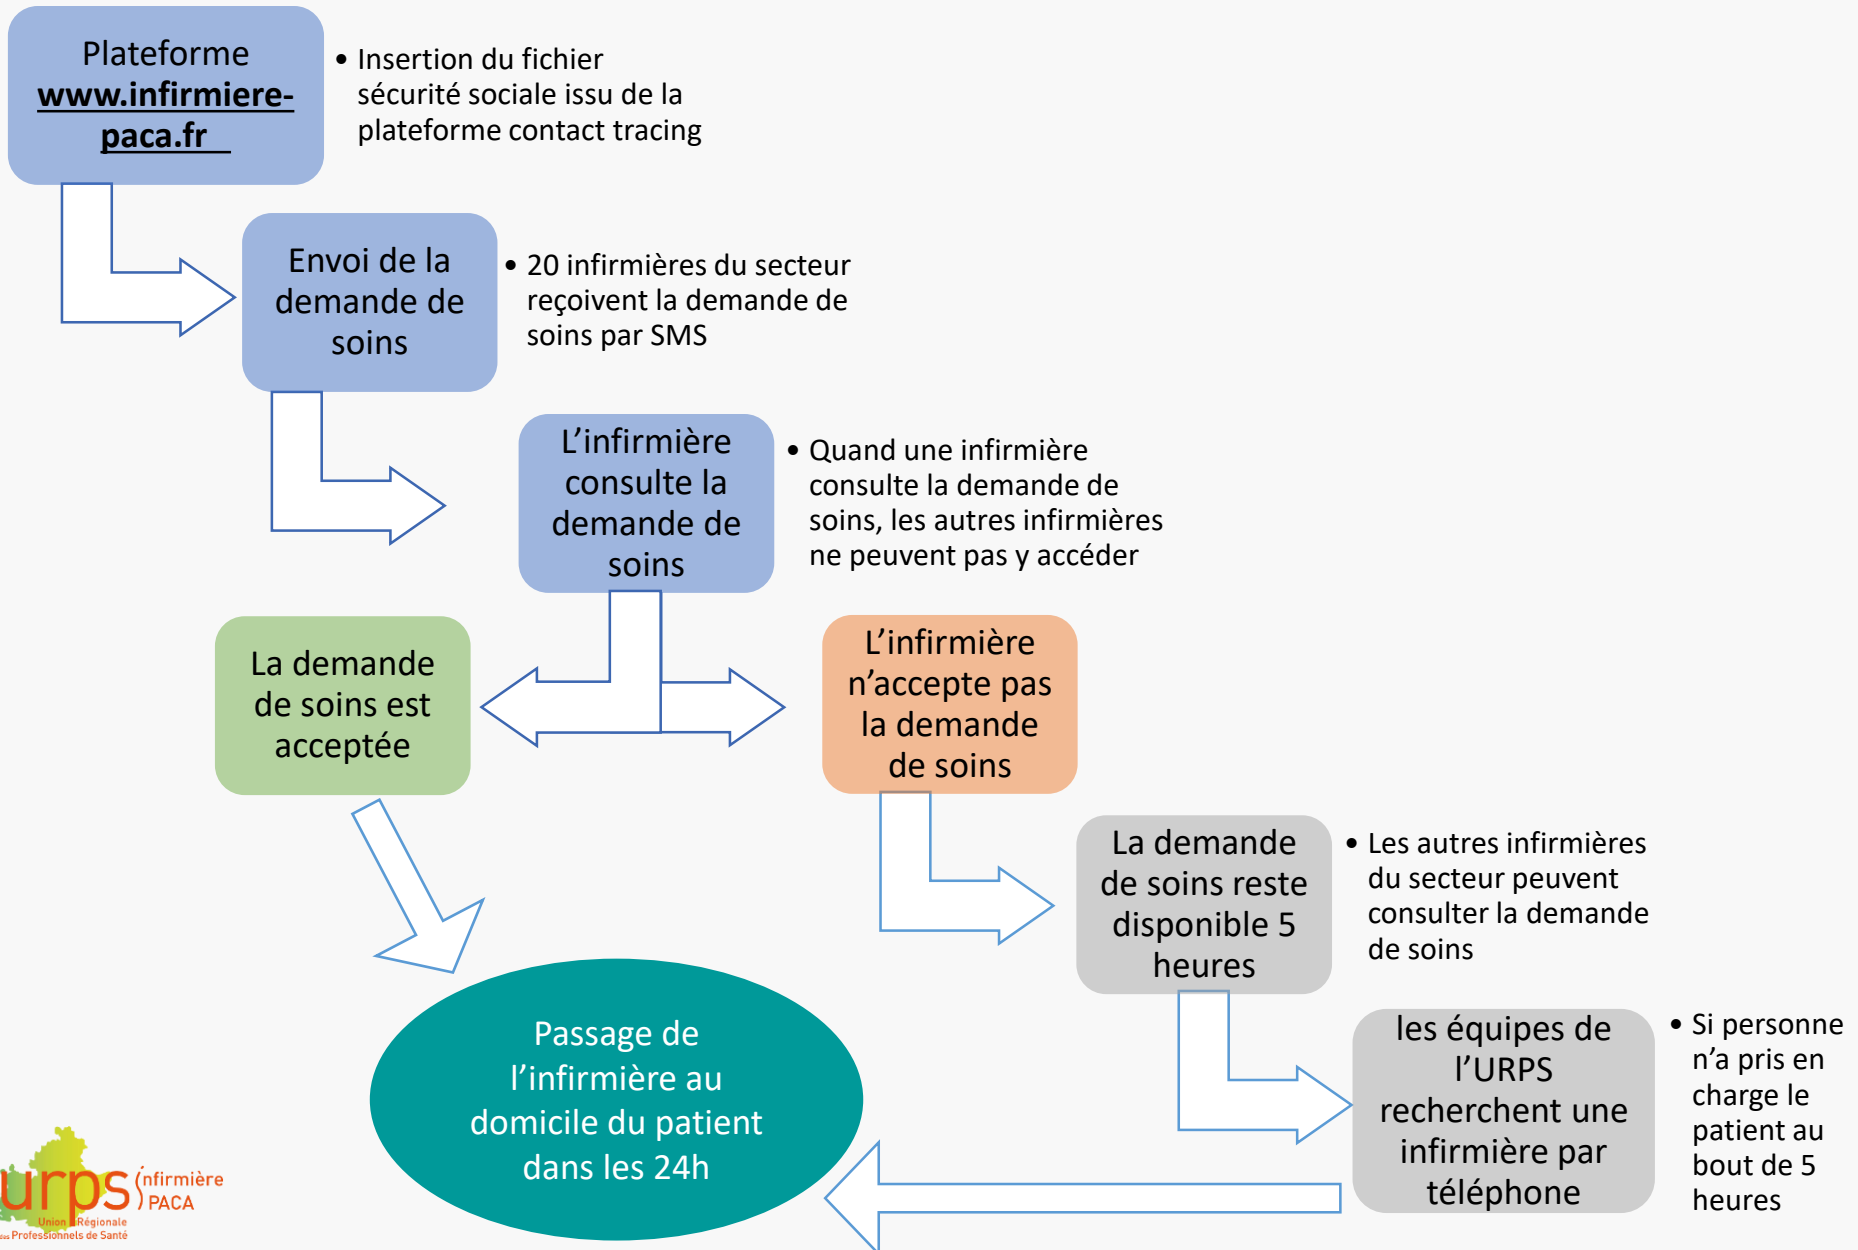 Plateforme
www.infirmiere-
paca.fr
• Insertion du fichier
sécurité sociale issu de la
plateforme contact tracing
Envoi de la
demande de
soins
• 20 infirmières du secteur
reçoivent la demande de
soins par SMS
L’infirmière
consulte la
demande de
soins
• Quand une infirmière
consulte la demande de
soins, les autres infirmières
ne peuvent pas y accéder
La demande
de soins est
acceptée
L’infirmière
n’accepte pas
la demande
de soins
La demande
de soins reste
disponible 5
heures
• Les autres infirmières
du secteur peuvent
consulter la demande
de soins
les équipes de
l’URPS
recherchent une
infirmière par
téléphone
• Si personne
n’a pris en
charge le
patient au
bout de 5
heures
Passage de
l’infirmière au
domicile du patient
dans les 24h
urps infirmière
PACA
Union Régionale
des Professionnels de Santé